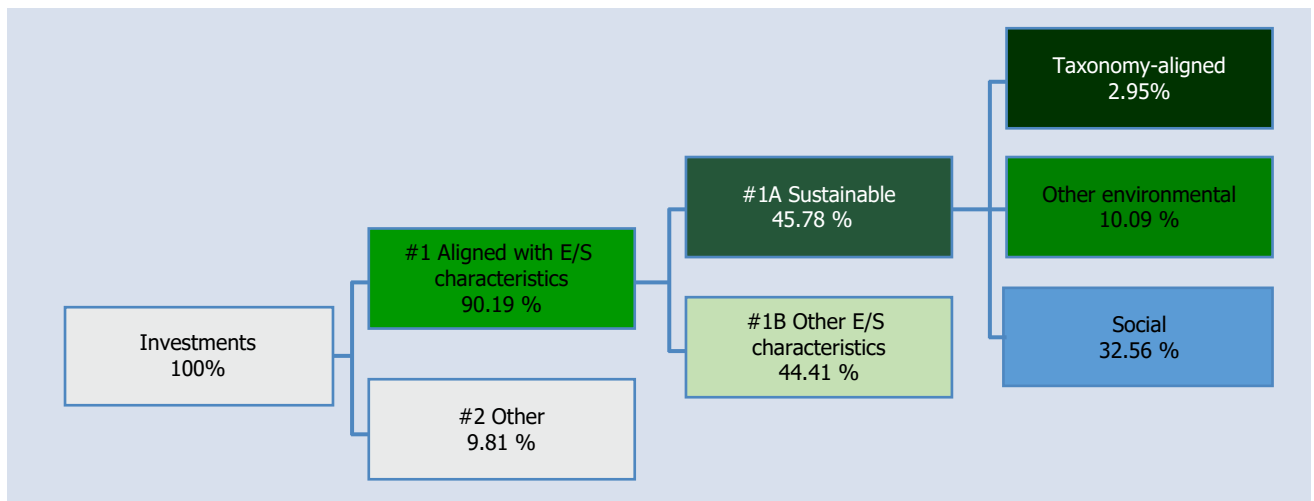 Investments
100%
#1 Aligned with E/S
characteristics
90.19 %
#2 Other
9.81 %
#1A Sustainable
45.78 %
#1B Other E/S
characteristics
44.41 %
Taxonomy-aligned
2.95%
Other environmental
10.09 %
Social
32.56 %